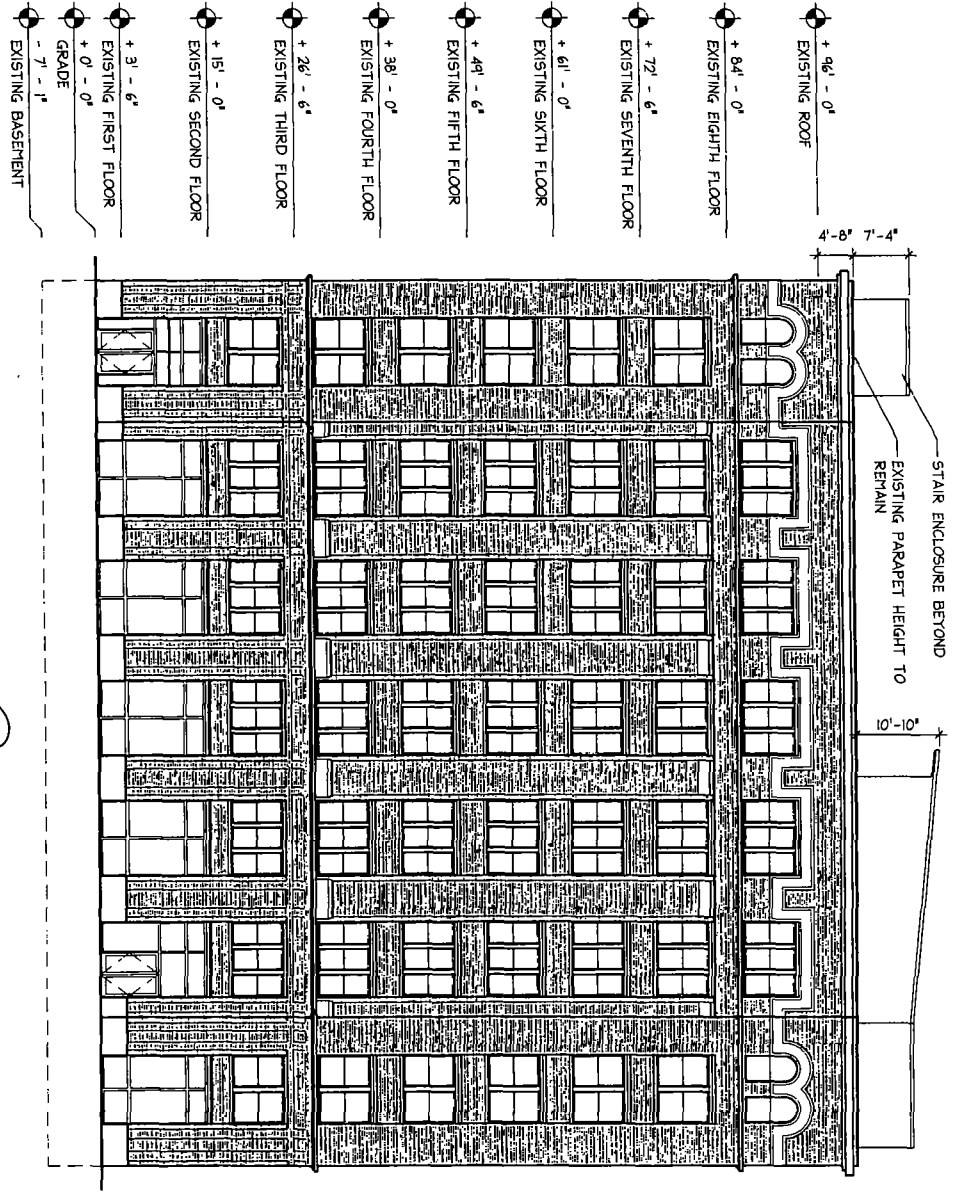 + 96' - 0"
EXISTING ROOF
+ 84' - 0"
EXISTING EIGHTH FLOOR
+ 72' - 6"
EXISTING SEVENTH FLOOR
+ 61' - 0"
EXISTING SIXTH FLOOR
+ 49' - 6"
EXISTING FIFTH FLOOR
+ 38' - 0"
EXISTING FOURTH FLOOR
+ 26' - 6"
EXISTING THIRD FLOOR
+ 15' - 0"
EXISTING SECOND FLOOR
+ 3' - 6"
EXISTING FIRST FLOOR
+ 0' - 0"
GRADE
- 7' - 1"
EXISTING BASEMENT
4'-8" 7'-4"
STAIR ENCLOSURE BEYOND
EXISTING PARAPET HEIGHT TO
REMAIN
10'-10"